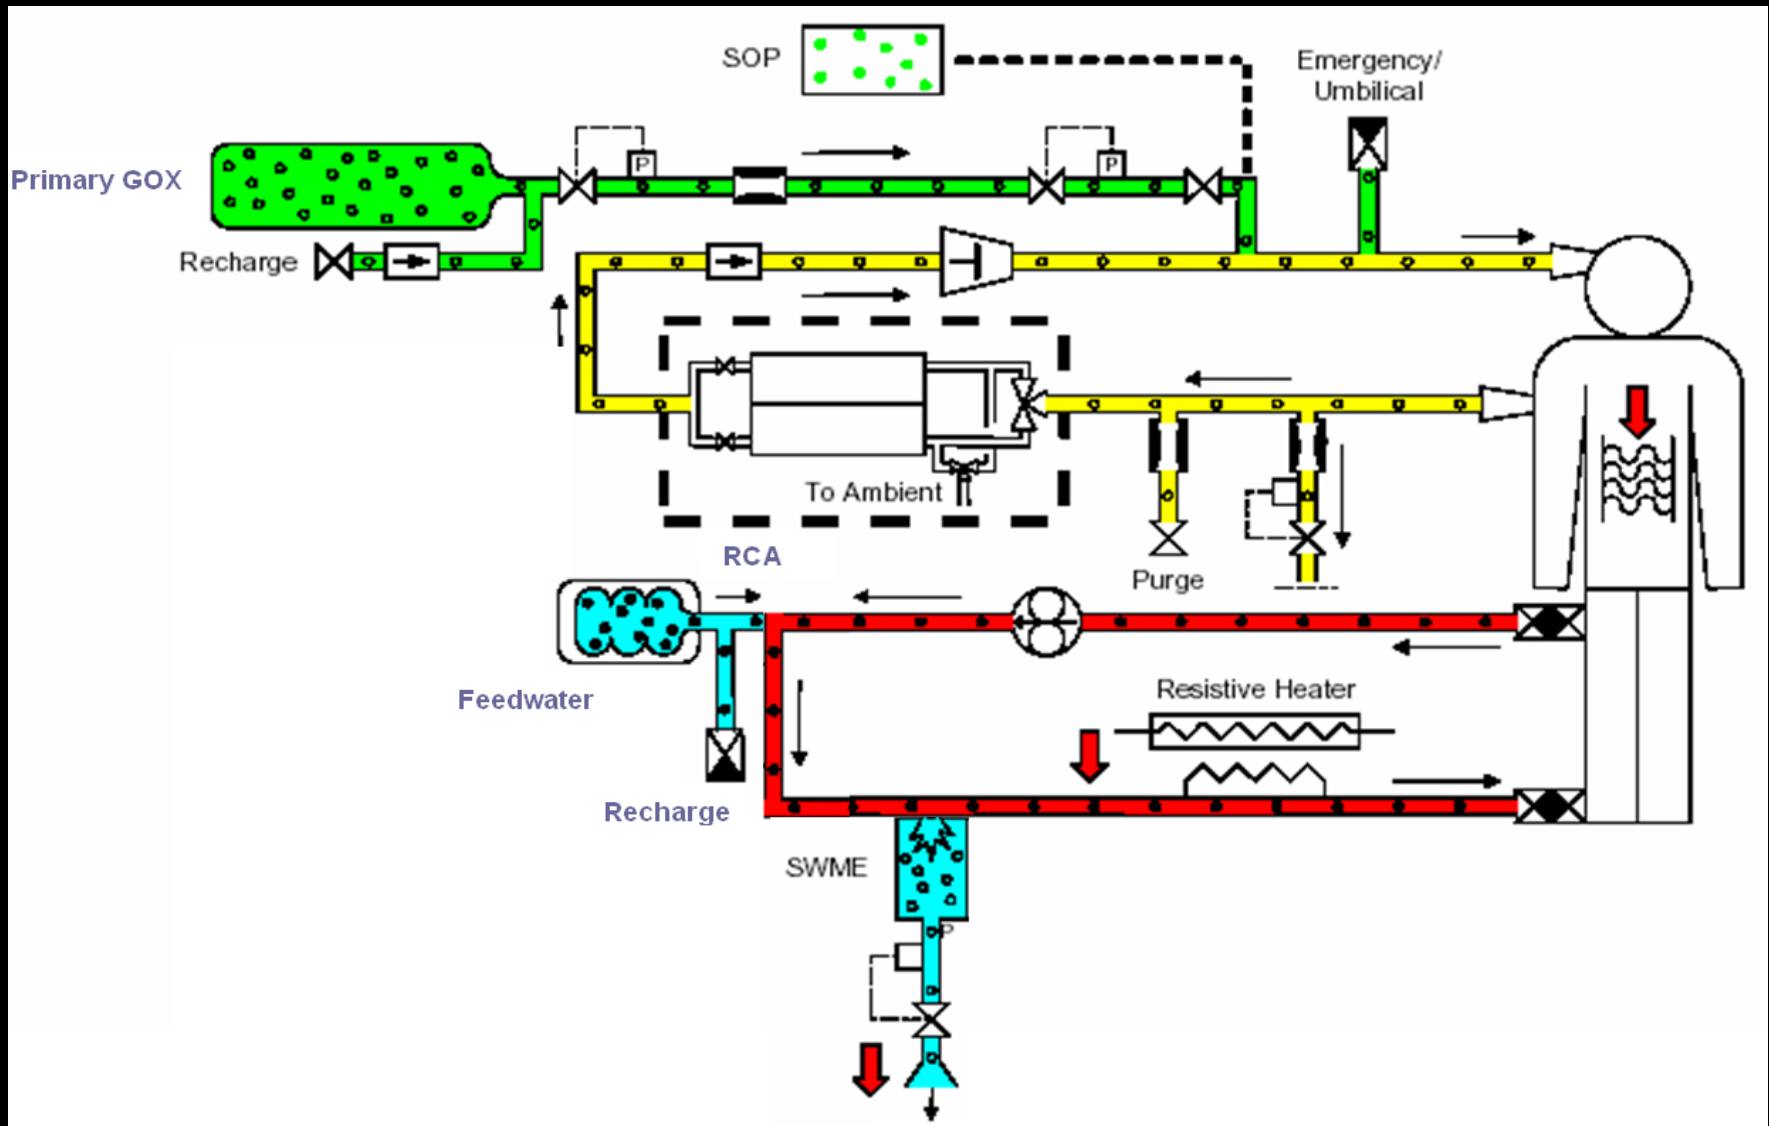 SOP
Emergency/
Umbilical
P
P
Primary GOX
Recharge
To Ambient
RCA
Purge
Feedwater
Resistive Heater
Recharge
SWME
P